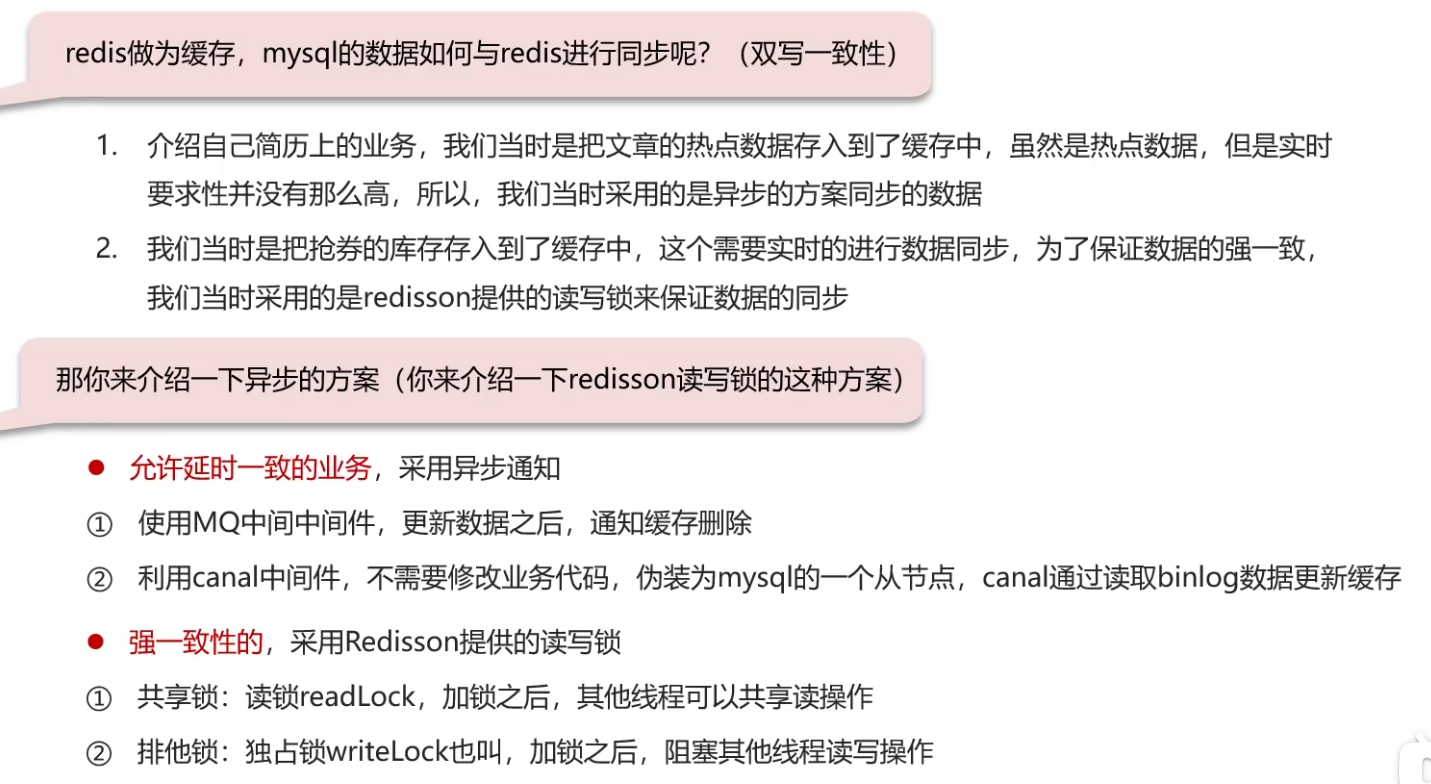 redis做为缓存，mysql的数据如何与redis进行同步呢？（双写一致性）
1. 介绍自己简历上的业务，我们当时是把文章的热点数据存入到了缓存中，虽然是热点数据，但是实时
要求性并没有那么高，所以，我们当时采用的是异步的方案同步的数据
2. 我们当时是把抢券的库存存入到了缓存中，这个需要实时的进行数据同步，为了保证数据的强一致，
我们当时采用的是redisson提供的读写锁来保证数据的同步
那你来介绍一下异步的方案（你来介绍一下redisson读写锁的这种方案）
● 允许延时一致的业务，采用异步通知
① 使用MQ中间中间件，更新数据之后，通知缓存删除
② 利用canal中间件，不需要修改业务代码，伪装为mysql的一个从节点，canal通过读取binlog数据更新缓存
● 强一致性的，采用Redisson提供的读写锁
① 共享锁：读锁readLock，加锁之后，其他线程可以共享读操作
② 排他锁：独占锁writeLock也叫，加锁之后，阻塞其他线程读写操作